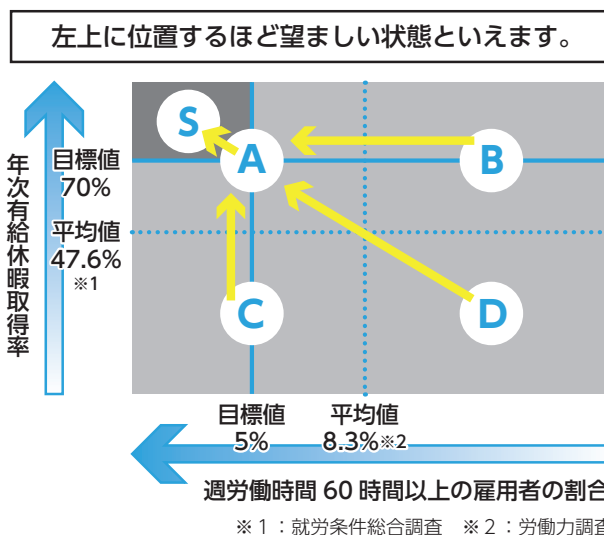 左上に位置するほど望ましい状態といえます。
年次有給休暇取得率
目標値
70%
平均値
47.6%
※1
S
A
B
C
D
目標値
5%
平均値
8.3%※2
週労働時間 60 時間以上の雇用者の割合
※1：就労条件総合調査 ※2：労働力調査